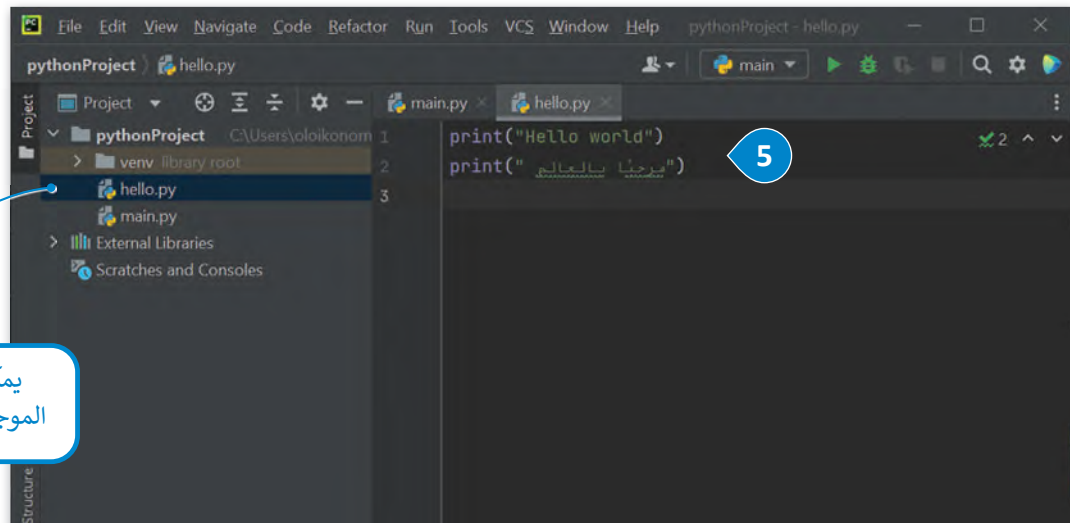 PC
File Edit View Navigate Code Refactor Run Tools VCS Window Help pythonProject - hello.py
pythonProject hello.py main
Project main.py hello.py
Project
pythonProject C:\Users\oloikonom
venv library root
hello.py
main.py
External Libraries
Scratches and Consoles
1 print("Hello world") 2
2 print(" مرحبًا بالعالم")
3
5
الموج
Structure